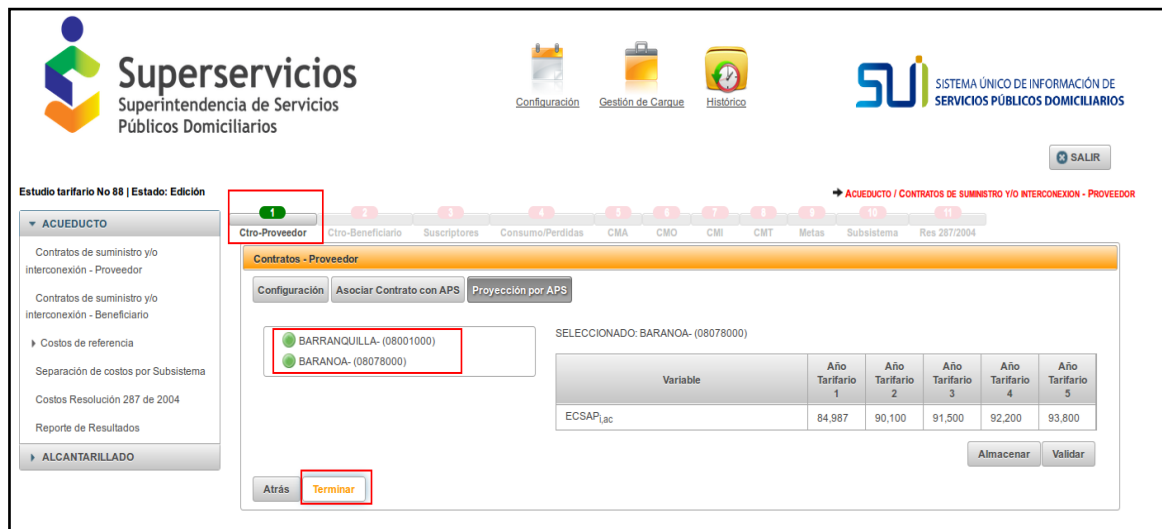 Superservicios
Superintendencia de Servicios
Públicos Domiciliarios
Configuración Gestión de Cargue Histórico
sui SISTEMA ÚNICO DE INFORMACIÓN DE
SERVICIOS PÚBLICOS DOMICILIARIOS
SALIR
Estudio tarifario No 88 | Estado: Edición
ACUEDUCTO / CONTRATOS DE SUMINISTRO Y/O INTERCONEXION - PROVEEDOR
ACUEDUCTO
Contratos de suministro y/o
interconexión - Proveedor
Contratos de suministro y/o
interconexión - Beneficiario
Costos de referencia
Separación de costos por Subsistema
Costos Resolución 287 de 2004
Reporte de Resultados
ALCANTARILLADO
1 2 3 4 5 6 7 8 9 10 11
Ctro-Proveedor Ctro-Beneficiario Suscriptores Consumo/Perdidas CMA CMO CMI CMT Metas Subsistema Res 287/2004
Contratos - Proveedor
Configuración Asociar Contrato con APS Proyección por APS
BARRANQUILLA- (08001000)
BARANOA- (08078000)
SELECCIONADO: BARANOA- (08078000)
Variable Año Tarifario 1 Año Tarifario 2 Año Tarifario 3 Año Tarifario 4 Año Tarifario 5
ECSAPi,ac 84,987 90,100 91,500 92,200 93,800
Almacenar Validar
Atrás Terminar